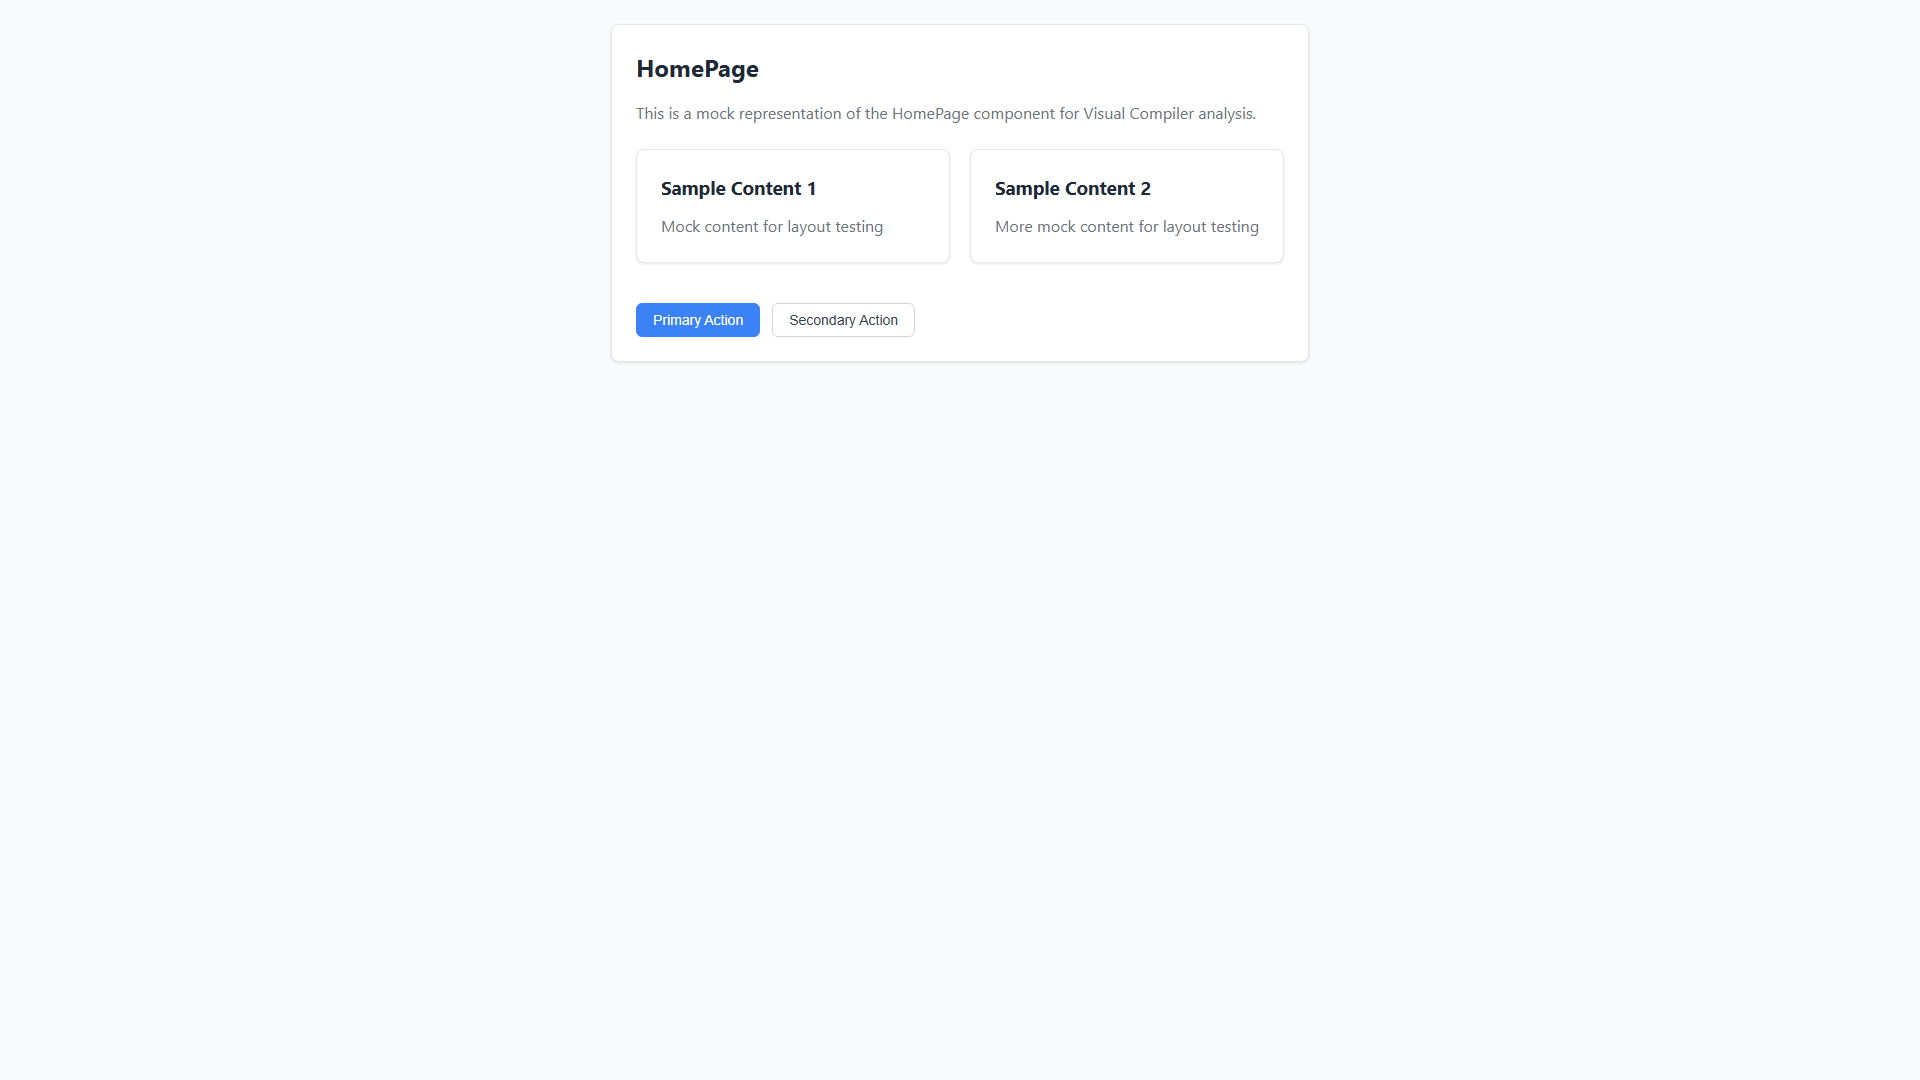 HomePage
This is a mock representation of the HomePage component for Visual Compiler analysis.
Sample Content 1
Mock content for layout testing
Sample Content 2
More mock content for layout testing
Primary Action
Secondary Action